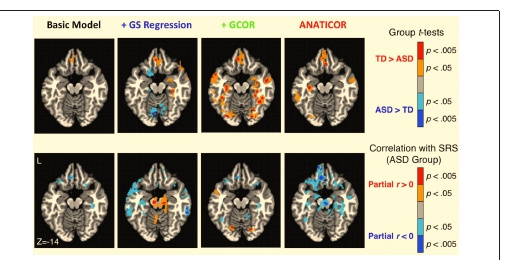 Basic Model + GS Regression + GCOR ANATICOR
Group t-tests
TD > ASD
p < .005
p < .05
ASD > TD
p < .05
p < .005
L
Z=-14
Correlation with SRS
(ASD Group)
Partial r > 0
p < .005
p < .05
Partial r < 0
p < .05
p < .005